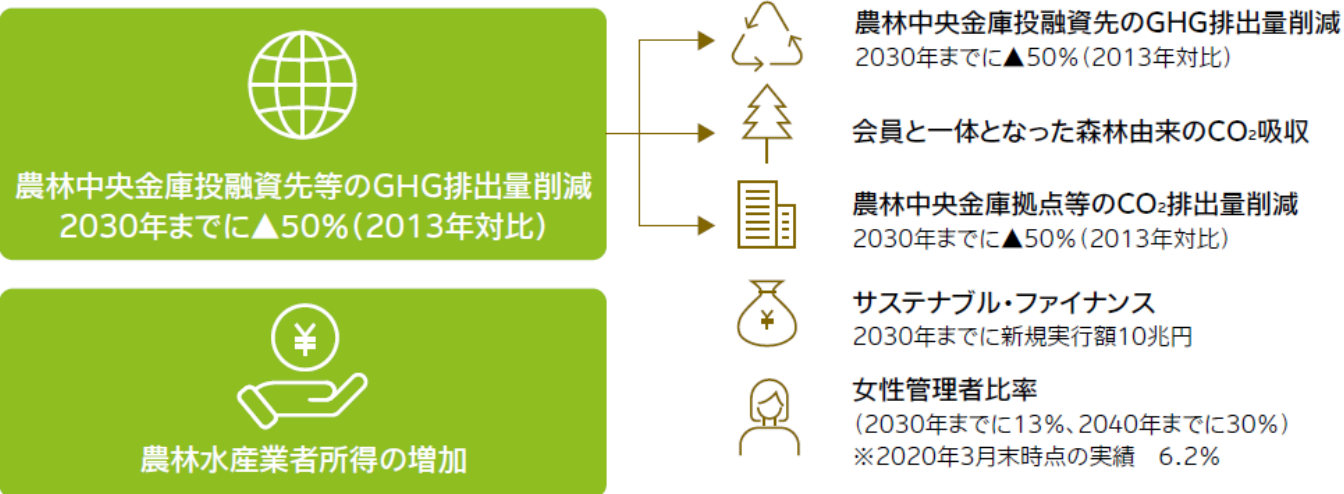 農林中央金庫投融資先等のGHG排出量削減
2030年までに▲50%（2013年対比）
農林水産業者所得の増加
農林中央金庫投融資先のGHG排出量削減
2030年までに▲50%（2013年対比）
会員と一体となった森林由来のCO₂吸収
農林中央金庫拠点等のCO₂排出量削減
2030年までに▲50%（2013年対比）
サステナブル・ファイナンス
2030年までに新規実行額10兆円
女性管理者比率
（2030年までに13%、2040年までに30%）
※2020年3月末時点の実績　6.2%